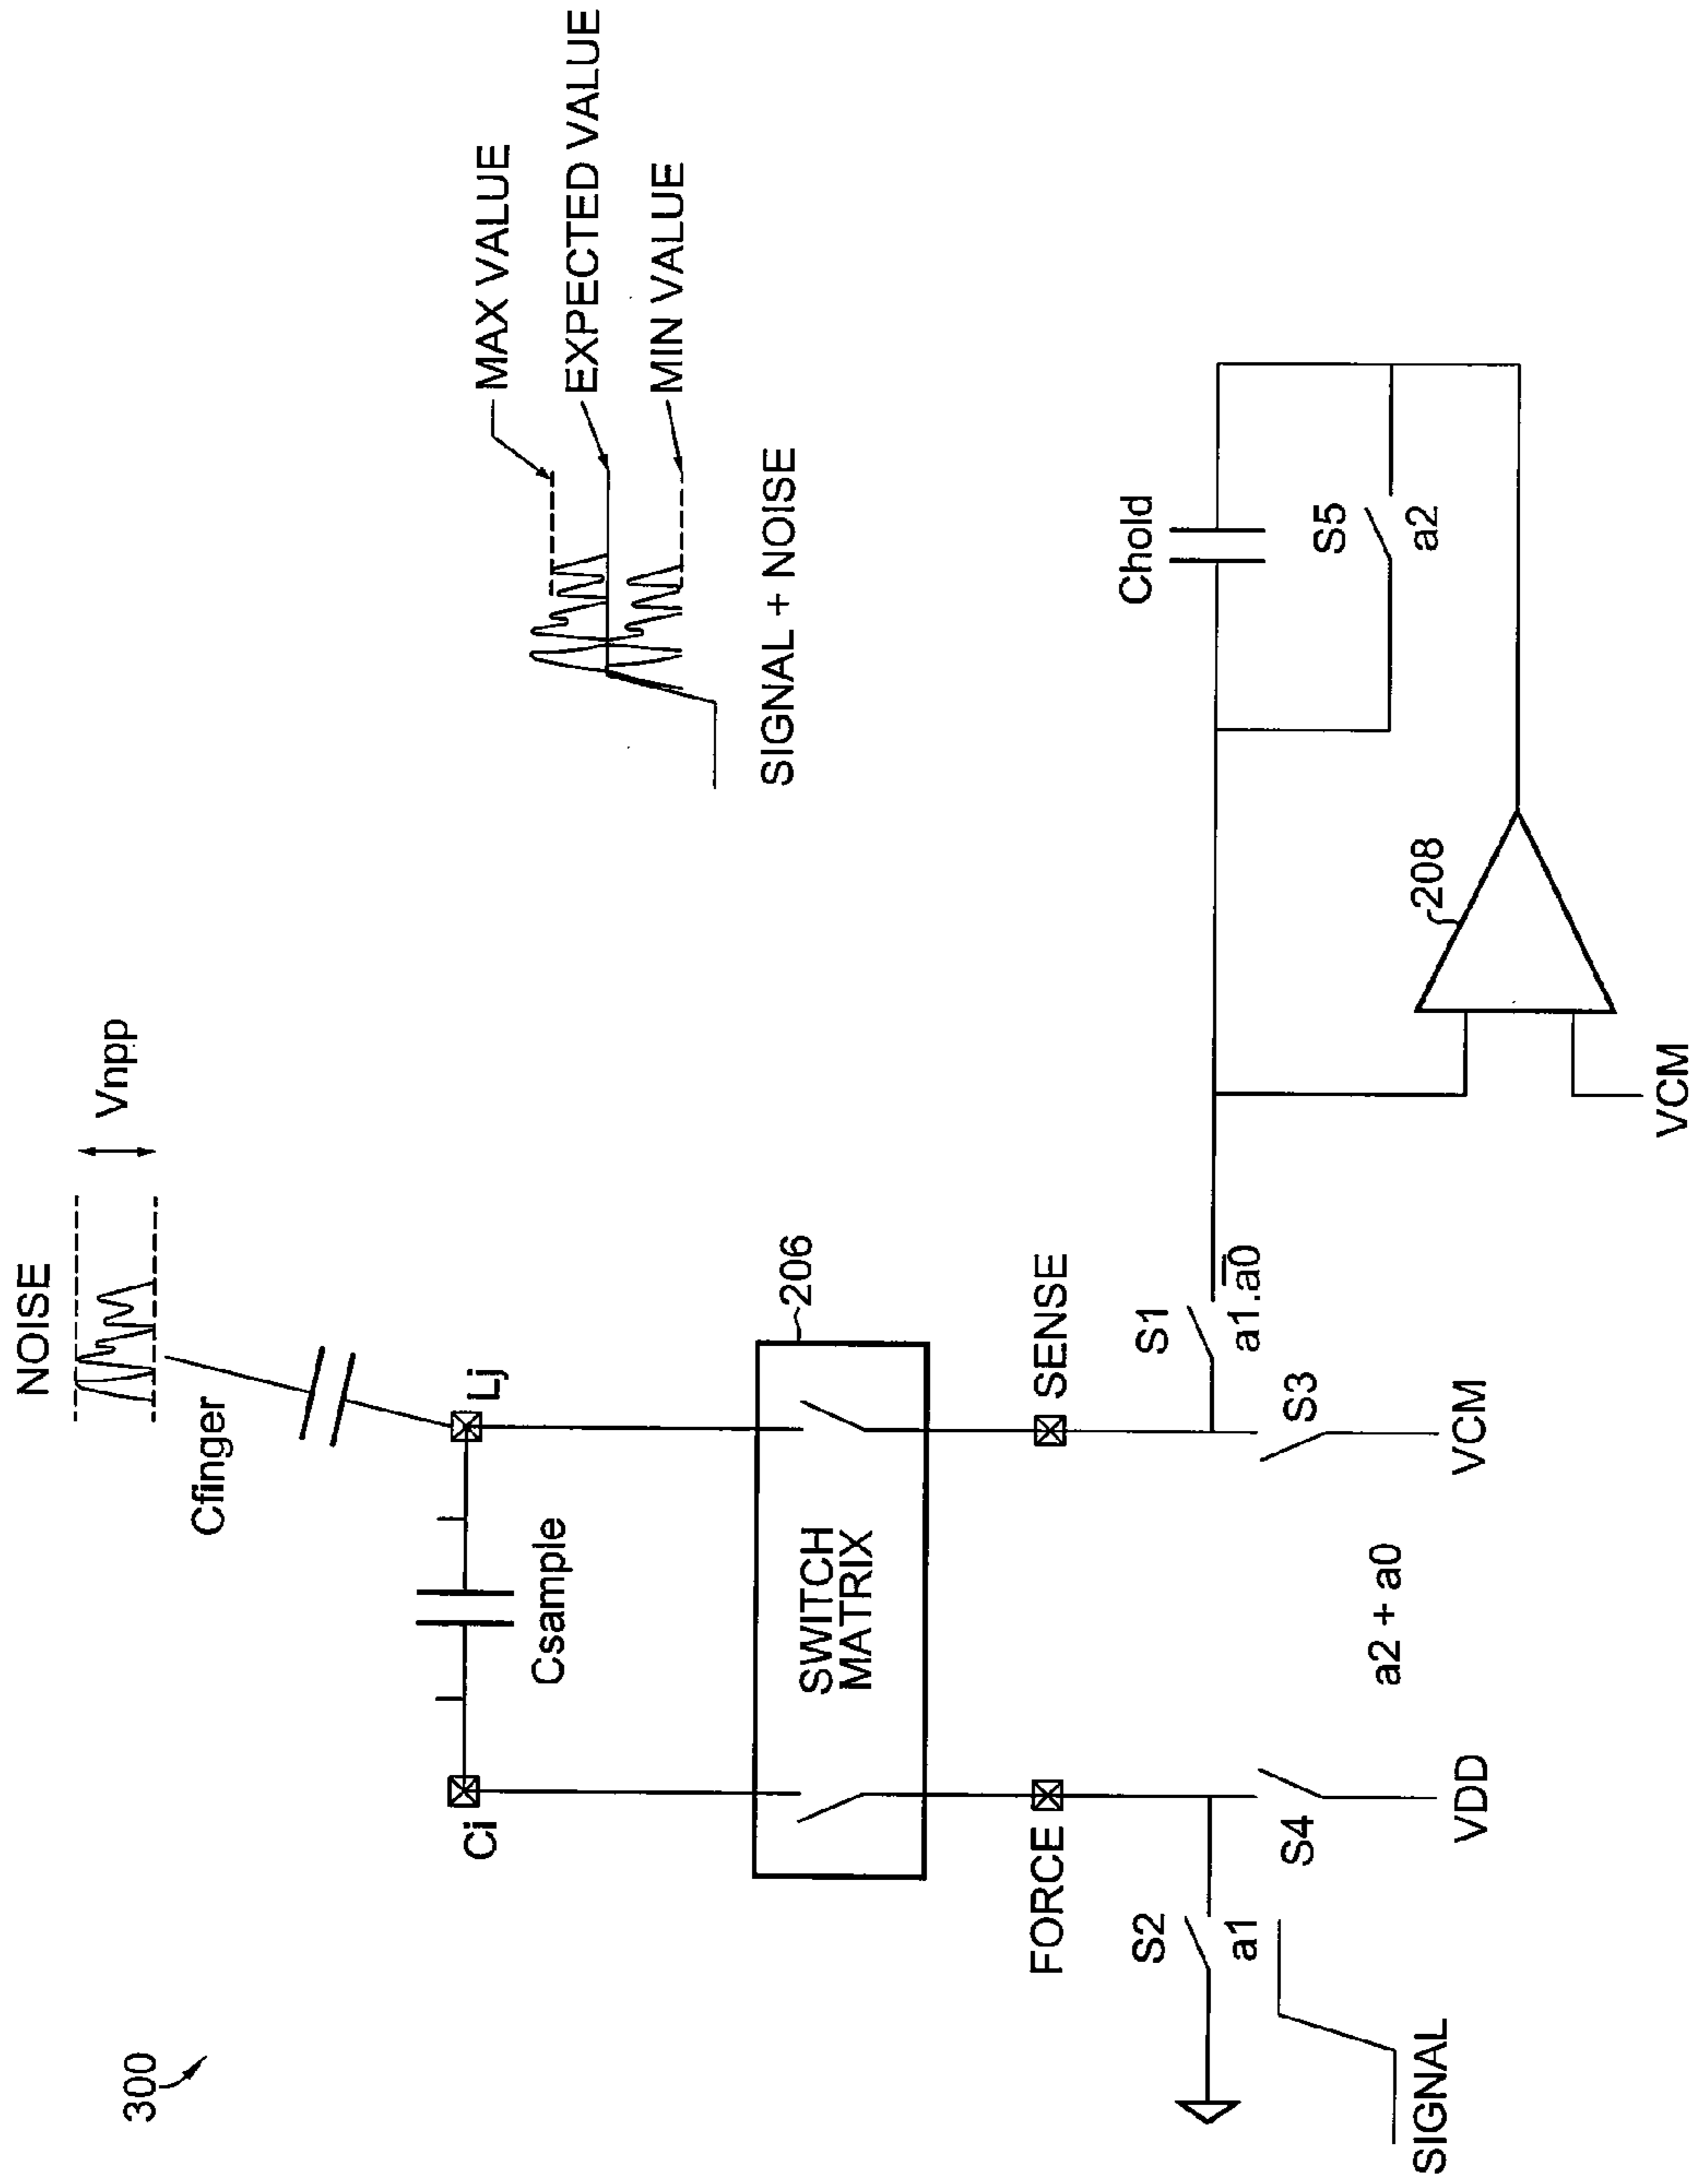 300
NOISE
Vnpp
Cfinger
Ci
Lj
Csample
SWITCH
MATRIX
206
MAX VALUE
EXPECTED VALUE
MIN VALUE
SIGNAL + NOISE
FORCE
SENSE
S2
a1
S1
a1.a̅0̅
S4
S3
VDD
VCM
a2 + a0
SIGNAL
Chold
S5
a2
208
VCM